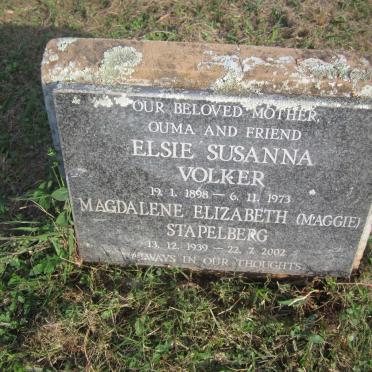 OUR BELOVED MOTHER,
OUMA AND FRIEND
ELSIE SUSANNA
VOLKER
19. 1. 1898 - 6. 11. 1973
MAGDALENE ELIZABETH (MAGGIE)
STAPELBERG
13. 12. 1939 - 22. 7. 2002
ALWAYS IN OUR THOUGHTS